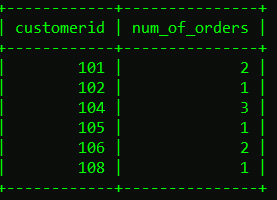 +------------+---------------+
| customerid | num_of_orders |
+------------+---------------+
|        101 |             2 |
|        102 |             1 |
|        104 |             3 |
|        105 |             1 |
|        106 |             2 |
|        108 |             1 |
+------------+---------------+